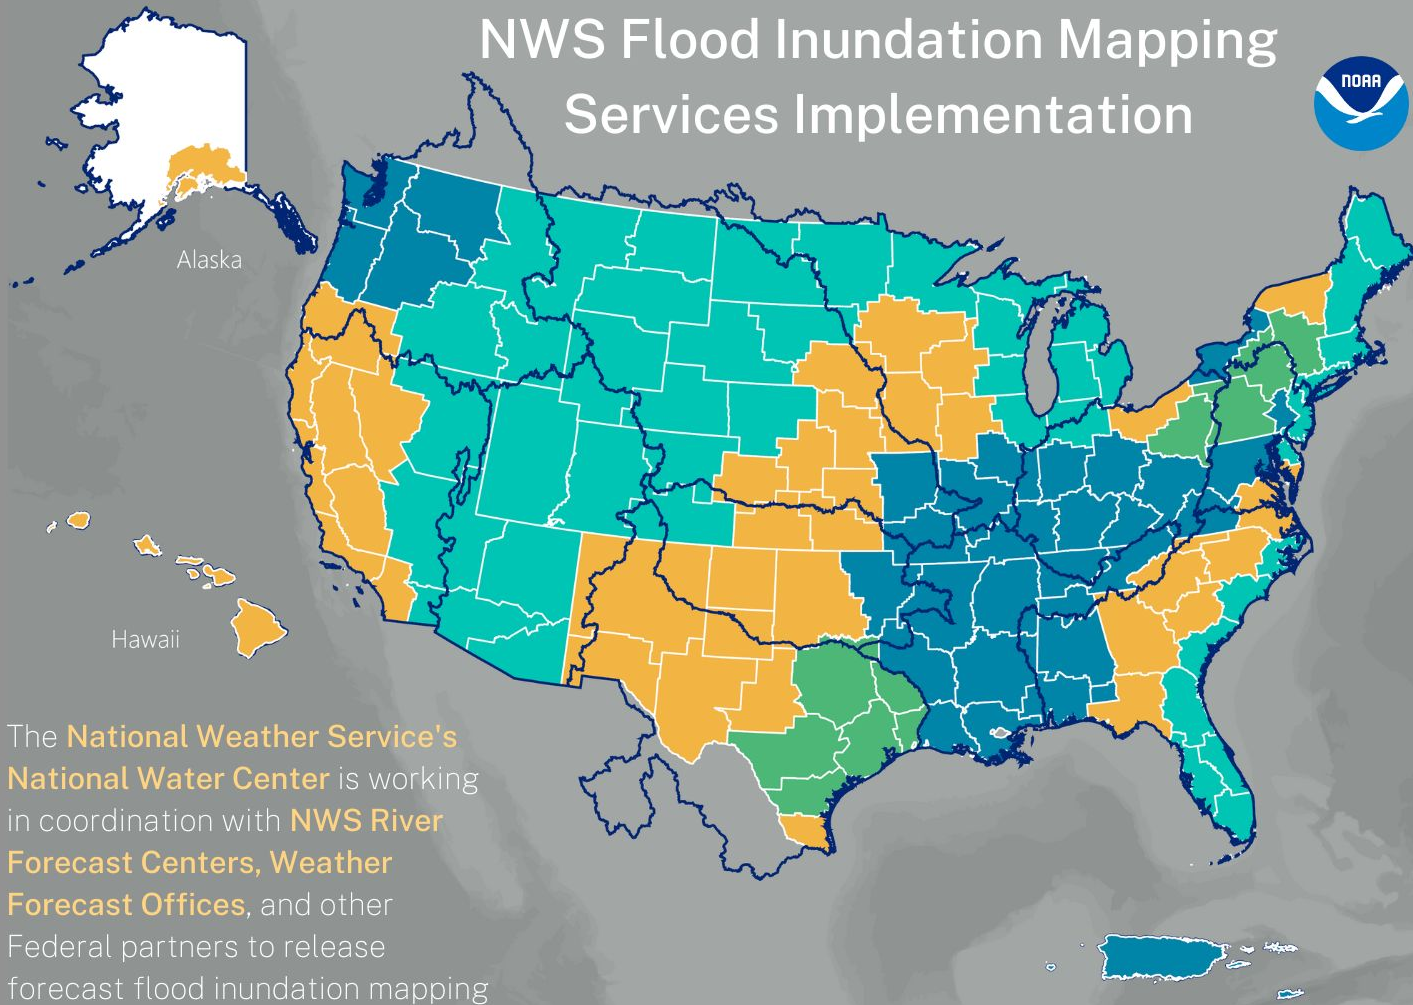 NWS Flood Inundation Mapping
Services Implementation
NOAA
Alaska
Hawaii
The National Weather Service's
National Water Center is working
in coordination with NWS River
Forecast Centers, Weather
Forecast Offices, and other
Federal partners to release
forecast flood inundation mapping